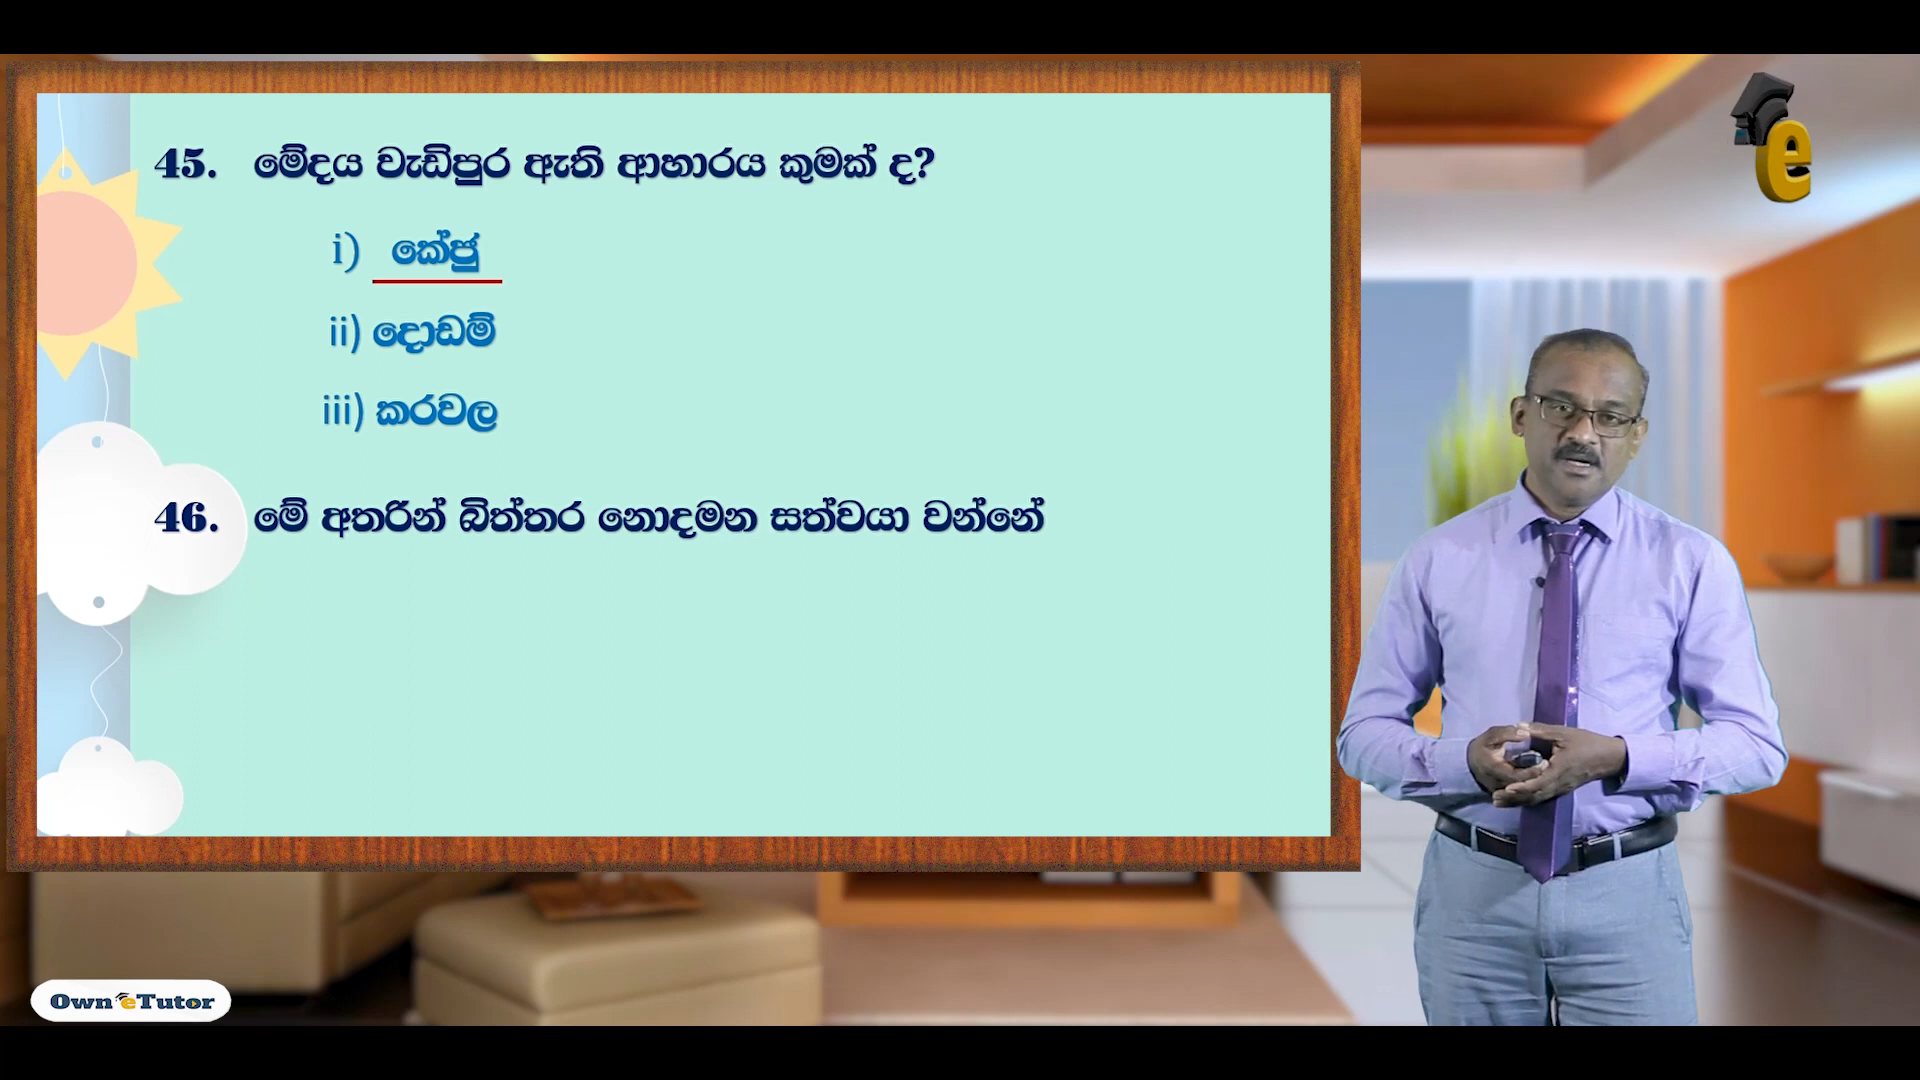 45. මේදය වැඩිපුර ඇති ආහාරය කුමක් ද?
i) කේජු
ii) දොඩම්
iii) කරවල
46. මේ අතරින් බිත්තර නොදමන සත්වයා වන්නේ
e
Own eTutor